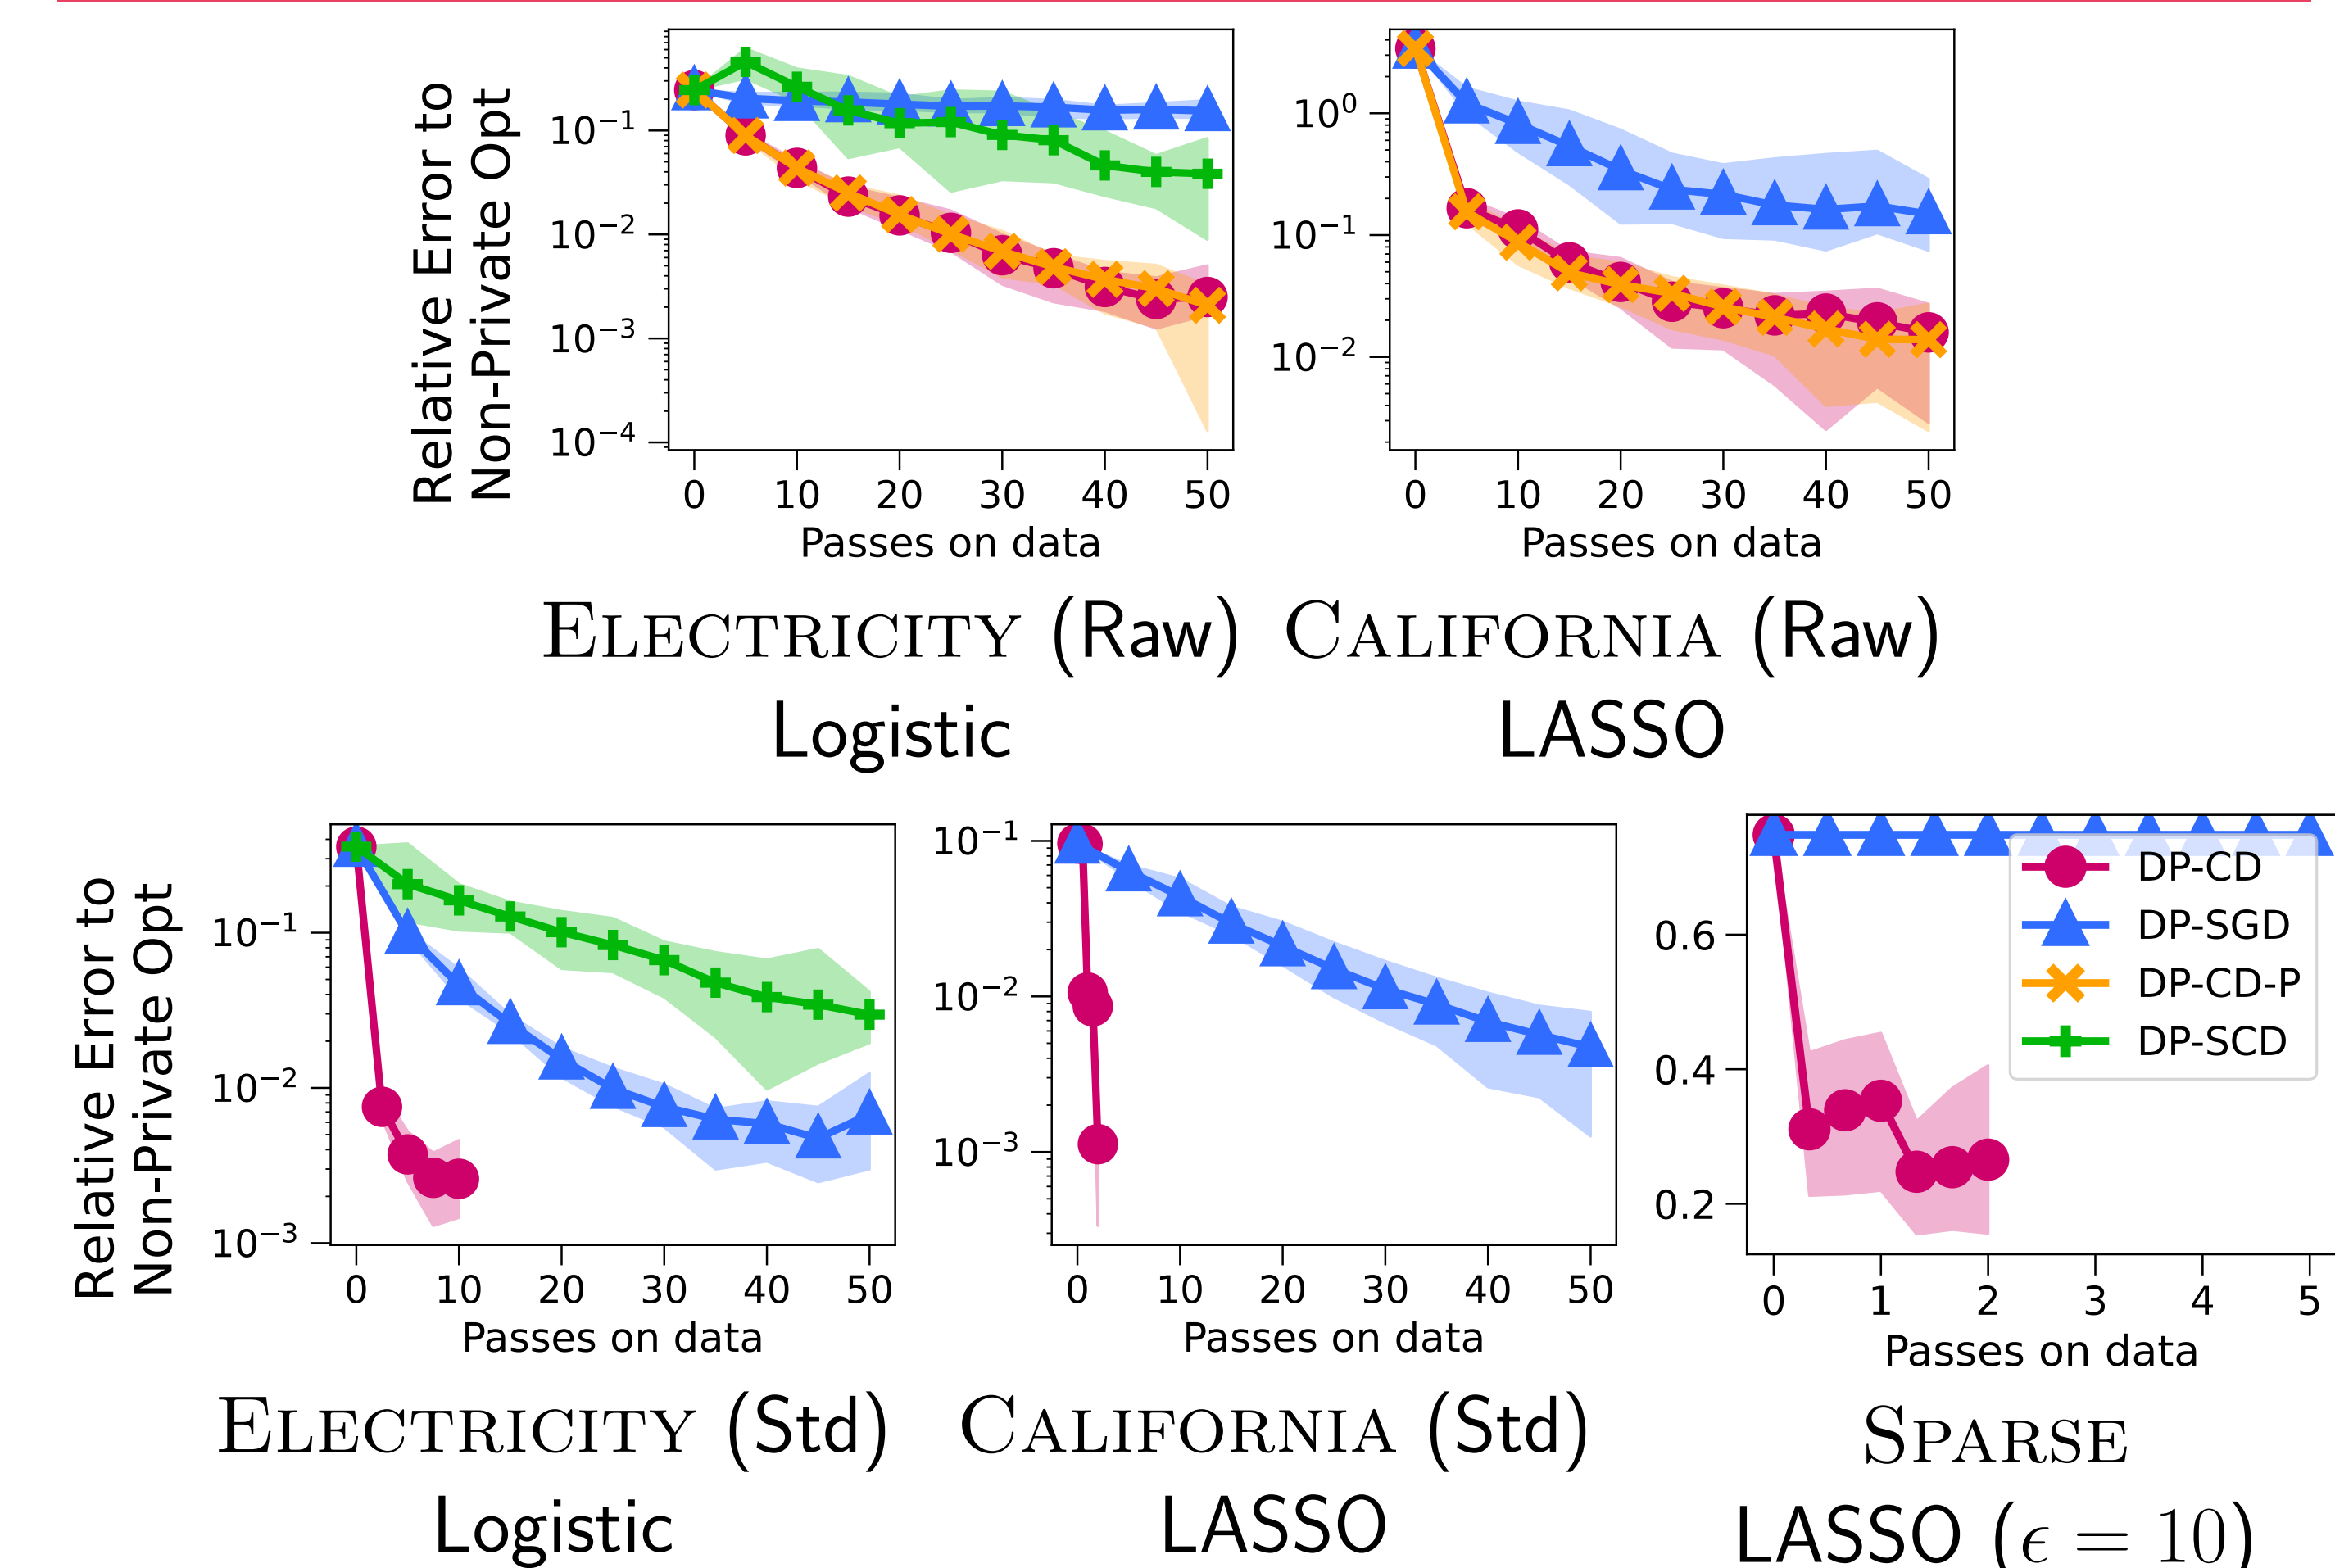 Relative Error to
Non-Private Opt
10⁻¹
10⁻²
10⁻³
10⁻⁴
0 10 20 30 40 50
Passes on data
ELECTRICITY (Raw)
Logistic
10⁰
10⁻¹
10⁻²
0 10 20 30 40 50
Passes on data
CALIFORNIA (Raw)
LASSO
Relative Error to
Non-Private Opt
10⁻¹
10⁻²
10⁻³
0 10 20 30 40 50
Passes on data
ELECTRICITY (Std)
Logistic
10⁻¹
10⁻²
10⁻³
0 10 20 30 40 50
Passes on data
CALIFORNIA (Std)
LASSO
0.6
0.4
0.2
DP-CD
DP-SGD
DP-CD-P
DP-SCD
0 1 2 3 4 5
Passes on data
SPARSE
LASSO (ϵ = 10)